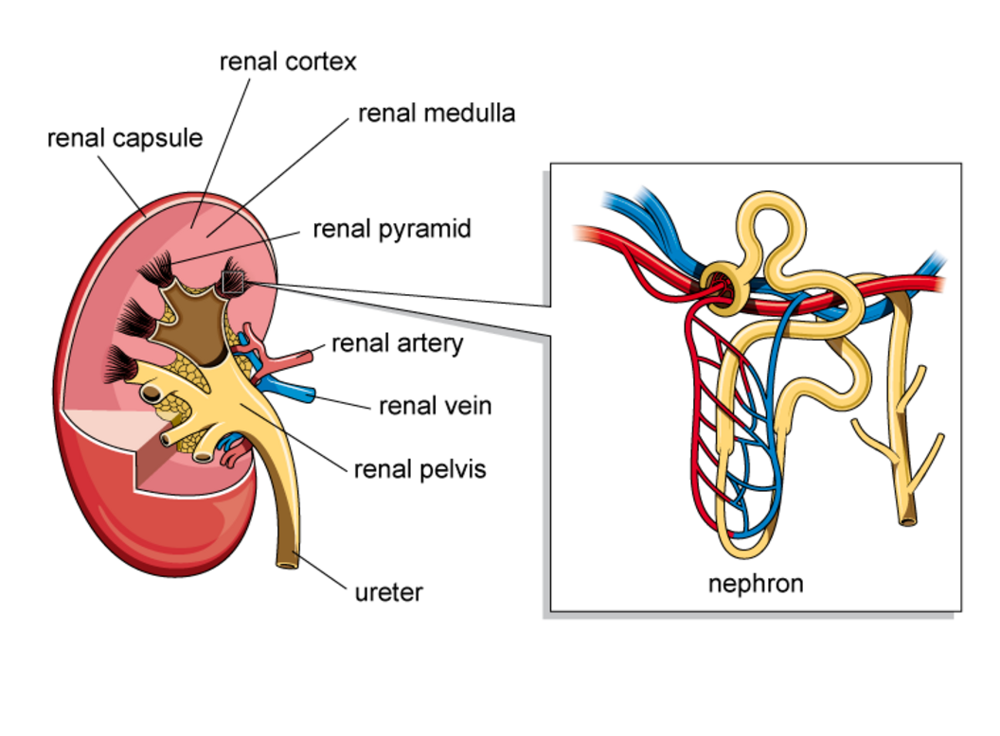 renal cortex
renal medulla
renal capsule
renal pyramid
renal artery
renal vein
renal pelvis
ureter
nephron